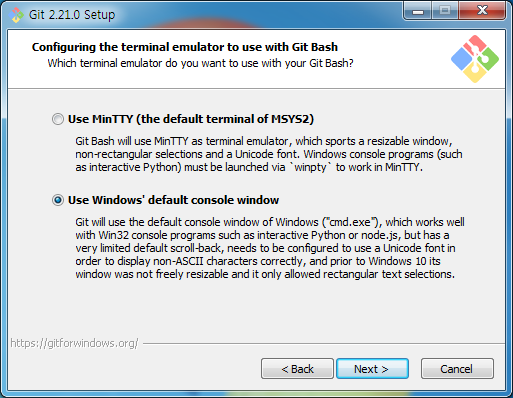 Git 2.21.0 Setup
Configuring the terminal emulator to use with Git Bash
Which terminal emulator do you want to use with your Git Bash?
Use MinTTY (the default terminal of MSYS2)
Git Bash will use MinTTY as terminal emulator, which sports a resizable window,
non-rectangular selections and a Unicode font. Windows console programs (such
as interactive Python) must be launched via `winpty` to work in MinTTY.
Use Windows' default console window
Git will use the default console window of Windows ("cmd.exe"), which works well
with Win32 console programs such as interactive Python or node.js, but has a
very limited default scroll-back, needs to be configured to use a Unicode font in
order to display non-ASCII characters correctly, and prior to Windows 10 its
window was not freely resizable and it only allowed rectangular text selections.
https://gitforwindows.org/
< Back
Next >
Cancel